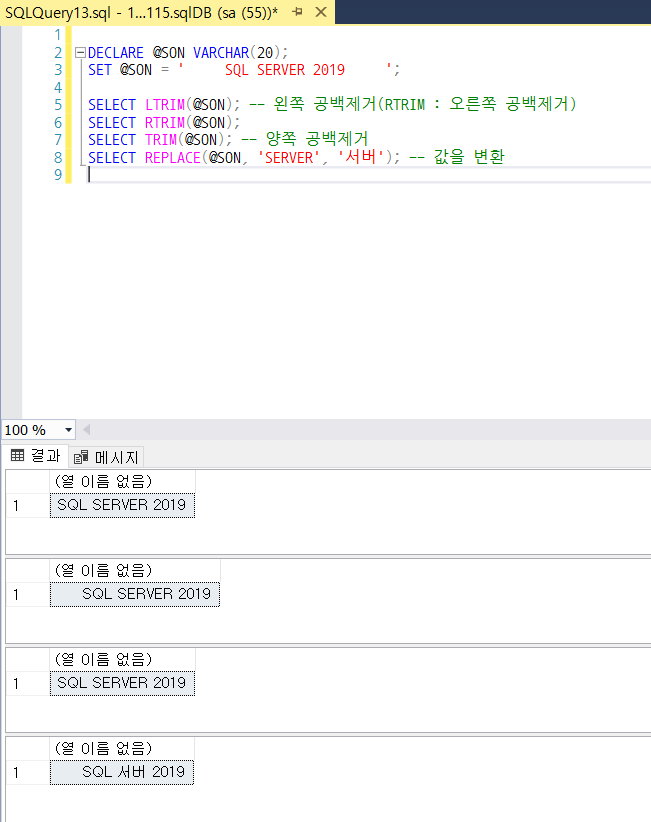 SQLQuery13.sql - 1...115.sqlDB (sa (55))*
1
2 DECLARE @SON VARCHAR(20);
3 SET @SON = '     SQL SERVER 2019     ';
4
5 SELECT LTRIM(@SON); -- 왼쪽 공백제거(RTRIM : 오른쪽 공백제거)
6 SELECT RTRIM(@SON);
7 SELECT TRIM(@SON); -- 양쪽 공백제거
8 SELECT REPLACE(@SON, 'SERVER', '서버'); -- 값을 변환
9
100 %
결과 메시지
(열 이름 없음)
1 SQL SERVER 2019
(열 이름 없음)
1      SQL SERVER 2019
(열 이름 없음)
1 SQL SERVER 2019
(열 이름 없음)
1      SQL 서버 2019